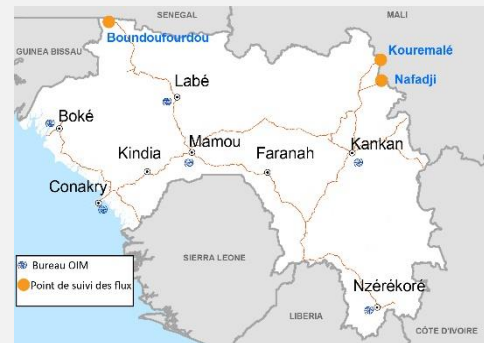 SENEGAL
MALI
GUINEA BISSAU
Boundoufourdou
Kouremalé
Nafadji
Labé
Boké
Kindia
Mamou
Faranah
Kankan
Conakry
SIERRA LEONE
Bureau OIM
Point de suivi des flux
Nzérékoré
LIBERIA
CÔTE D'IVOIRE